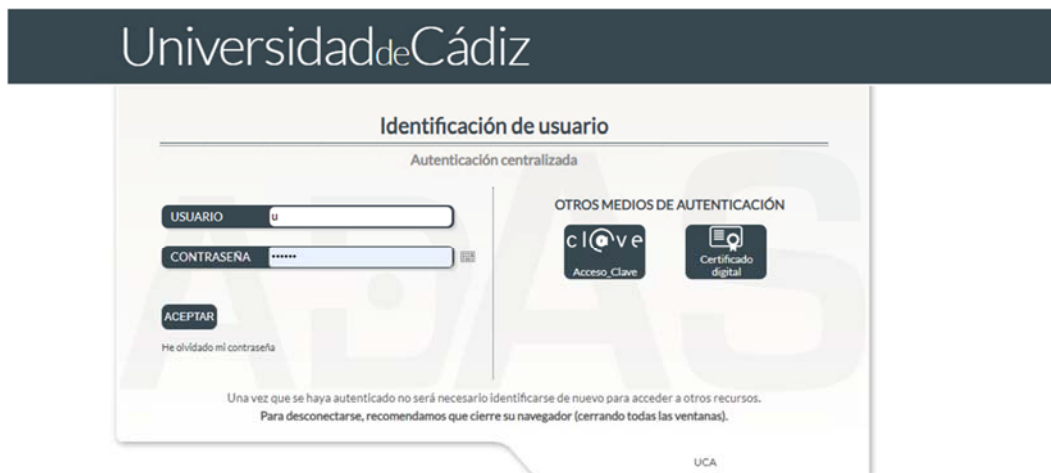 UniversidaddeCádiz
Identificación de usuario
Autenticación centralizada
USUARIO u
CONTRASEÑA ••••••
ACEPTAR
He olvidado mi contraseña
OTROS MEDIOS DE AUTENTICACIÓN
cl@ve
Acceso_Clave
Certificado
digital
ADAS
Una vez que se haya autenticado no será necesario identificarse de nuevo para acceder a otros recursos.
Para desconectarse, recomendamos que cierre su navegador (cerrando todas las ventanas).
UCA